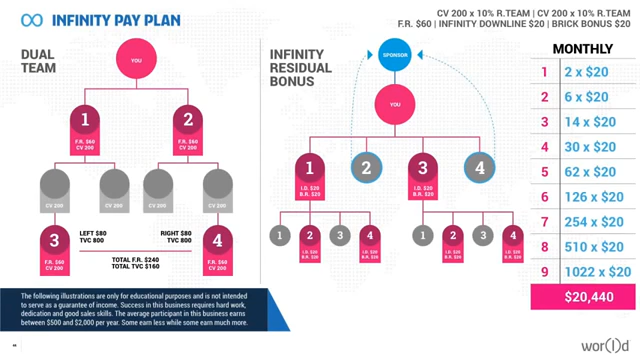 INFINITY PAY PLAN
CV 200 x 10% R.TEAM | CV 200 x 10% R.TEAM
F.R. $60 | INFINITY DOWNLINE $20 | BRICK BONUS $20
DUAL
TEAM
YOU
1
F.R. $60
CV 200
2
F.R. $60
CV 200
CV 200
CV 200
CV 200
CV 200
3
F.R. $60
CV 200
LEFT $80
TVC 800
RIGHT $80
TVC 800
4
F.R. $60
CV 200
TOTAL F.R. $240
TOTAL TVC $160
The following illustrations are only for educational purposes and is not intended
to serve as a guarantee of income. Success in this business requires hard work,
dedication and good sales skills. The average participant in this business earns
between $500 and $2,000 per year. Some earn less while some earn much more.
INFINITY
RESIDUAL
BONUS
SPONSOR
YOU
1
I.D. $20
B.R. $20
2
3
I.D. $20
B.R. $20
4
1
2
I.D. $20
B.R. $20
3
4
I.D. $20
B.R. $20
1
2
I.D. $20
B.R. $20
3
4
I.D. $20
B.R. $20
MONTHLY
1 2 x $20
2 6 x $20
3 14 x $20
4 30 x $20
5 62 x $20
6 126 x $20
7 254 x $20
8 510 x $20
9 1022 x $20
$20,440
wor(l)d